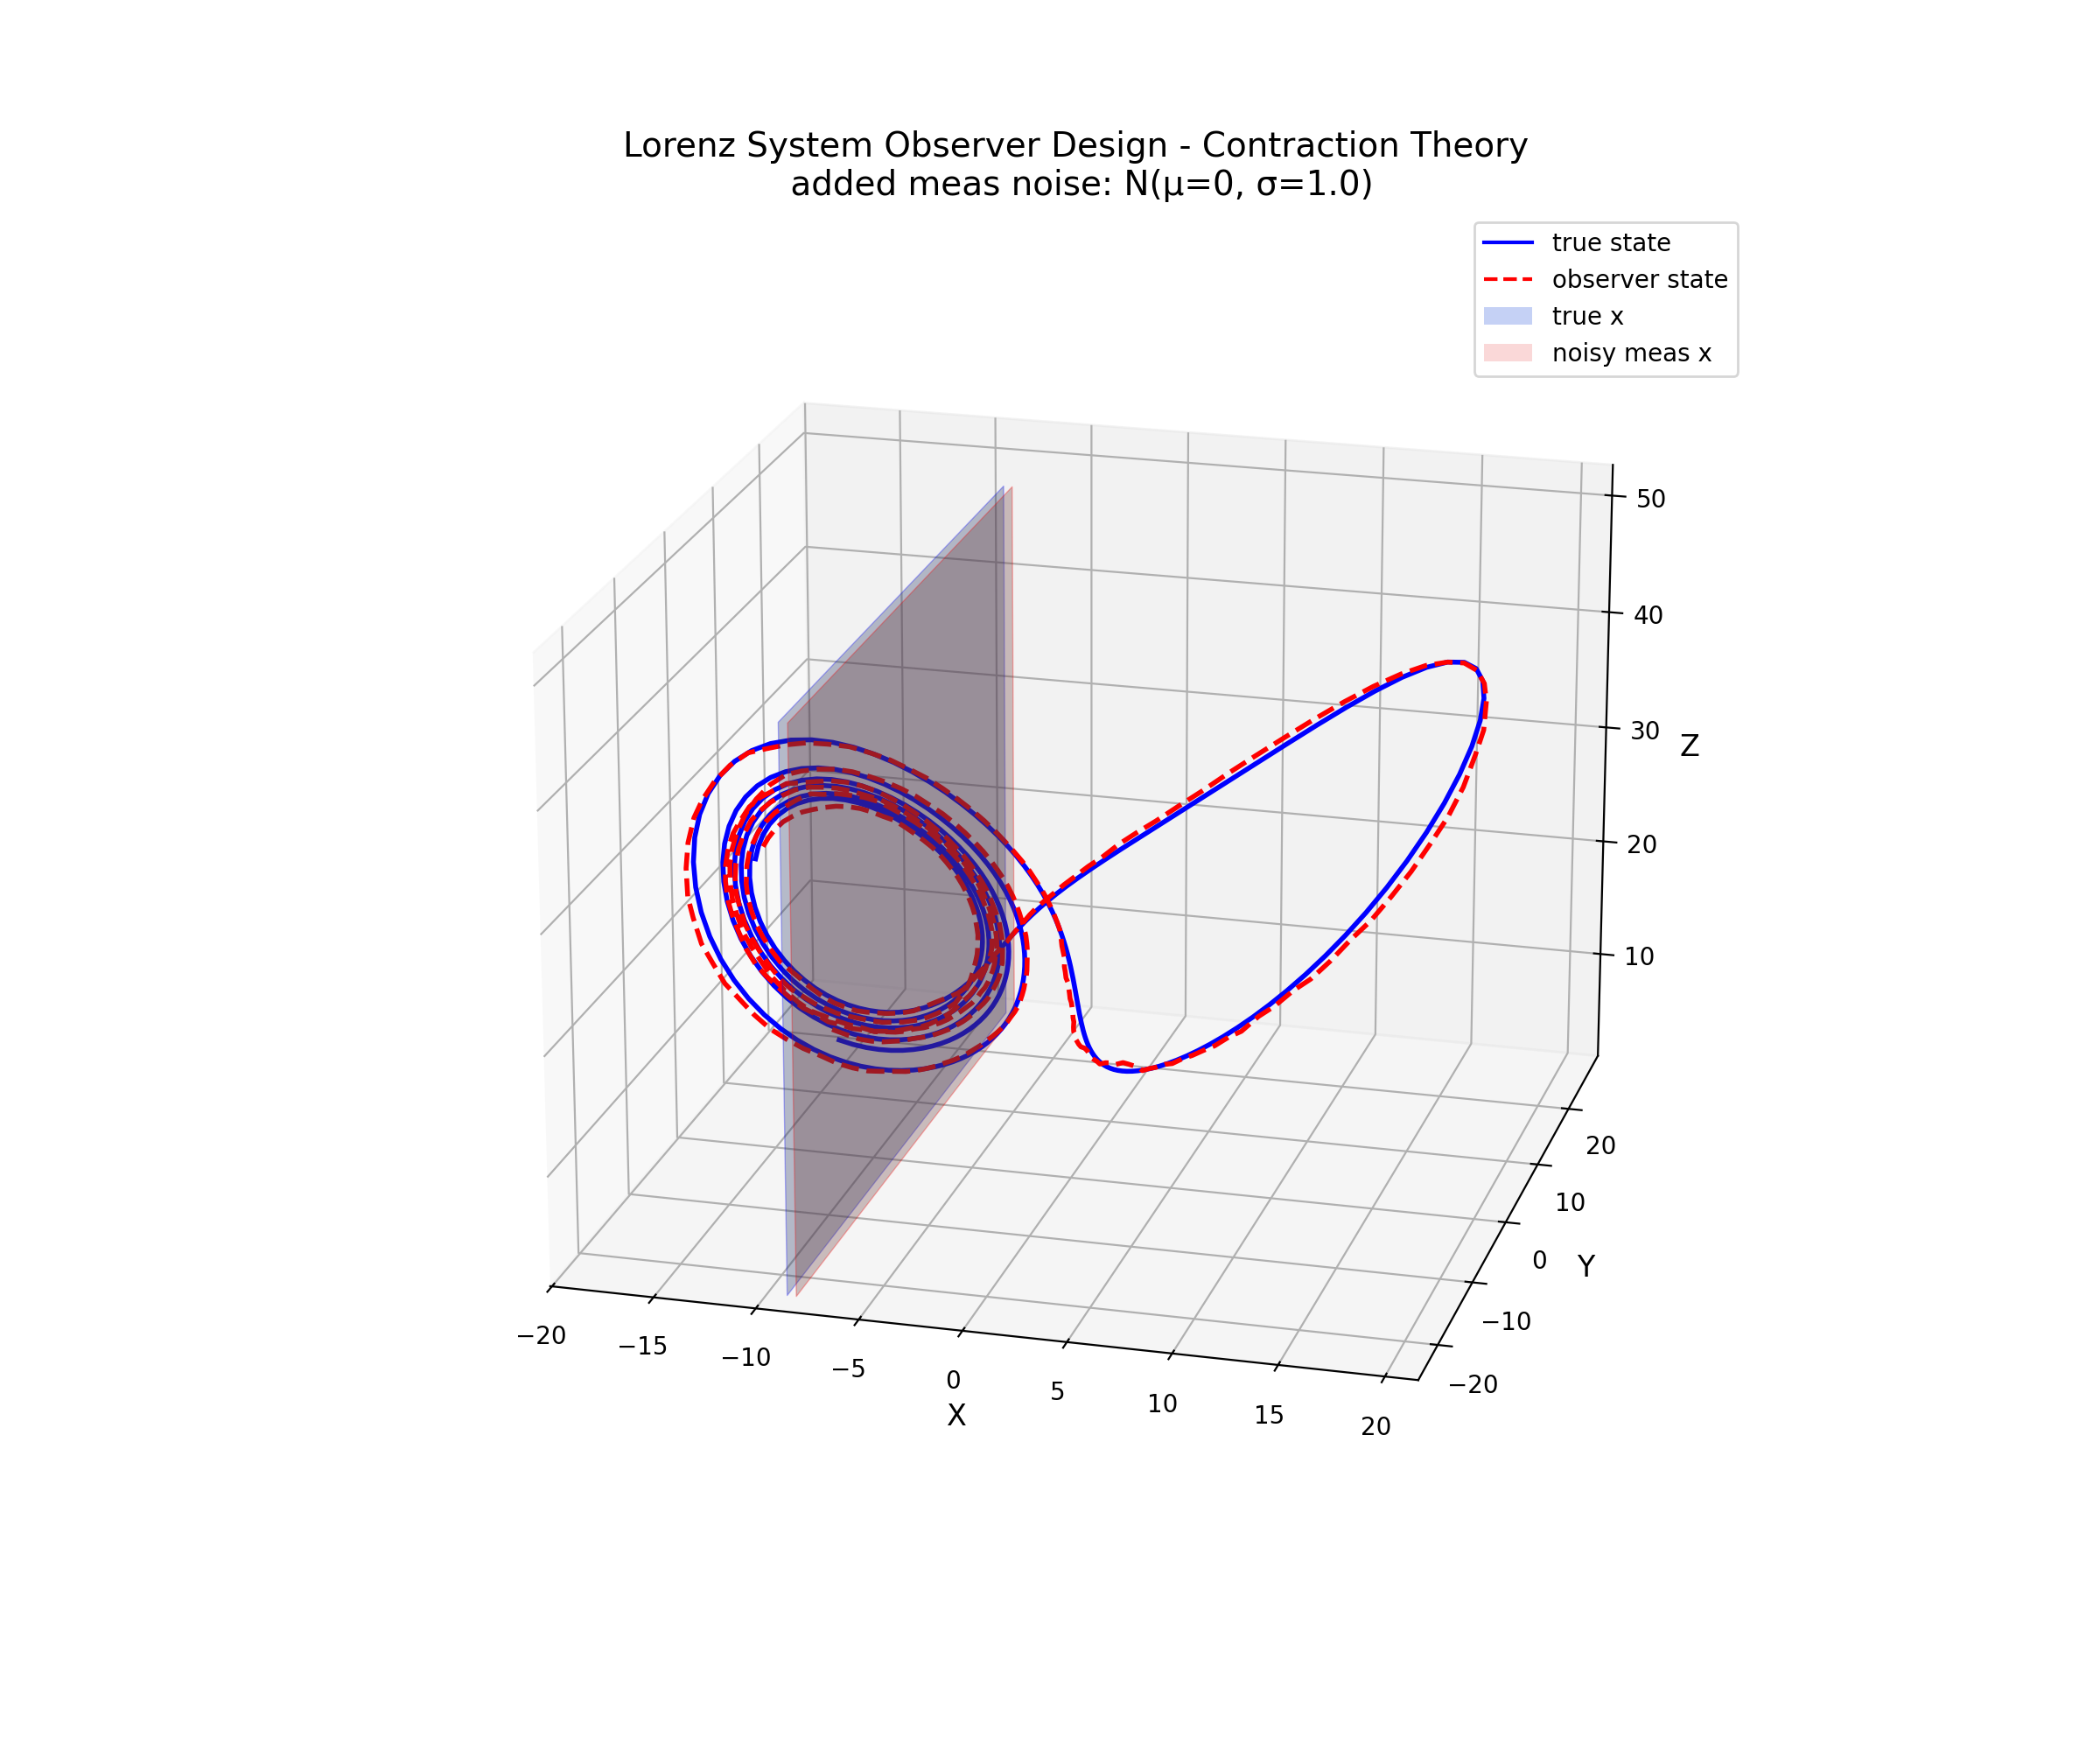 Lorenz System Observer Design - Contraction Theory
added meas noise: N(μ=0, σ=1.0)
true state
observer state
true x
noisy meas x
50
40
30
Z
20
10
20
10
0
Y
−10
−20
−20
−15
−10
−5
0
5
10
15
20
X